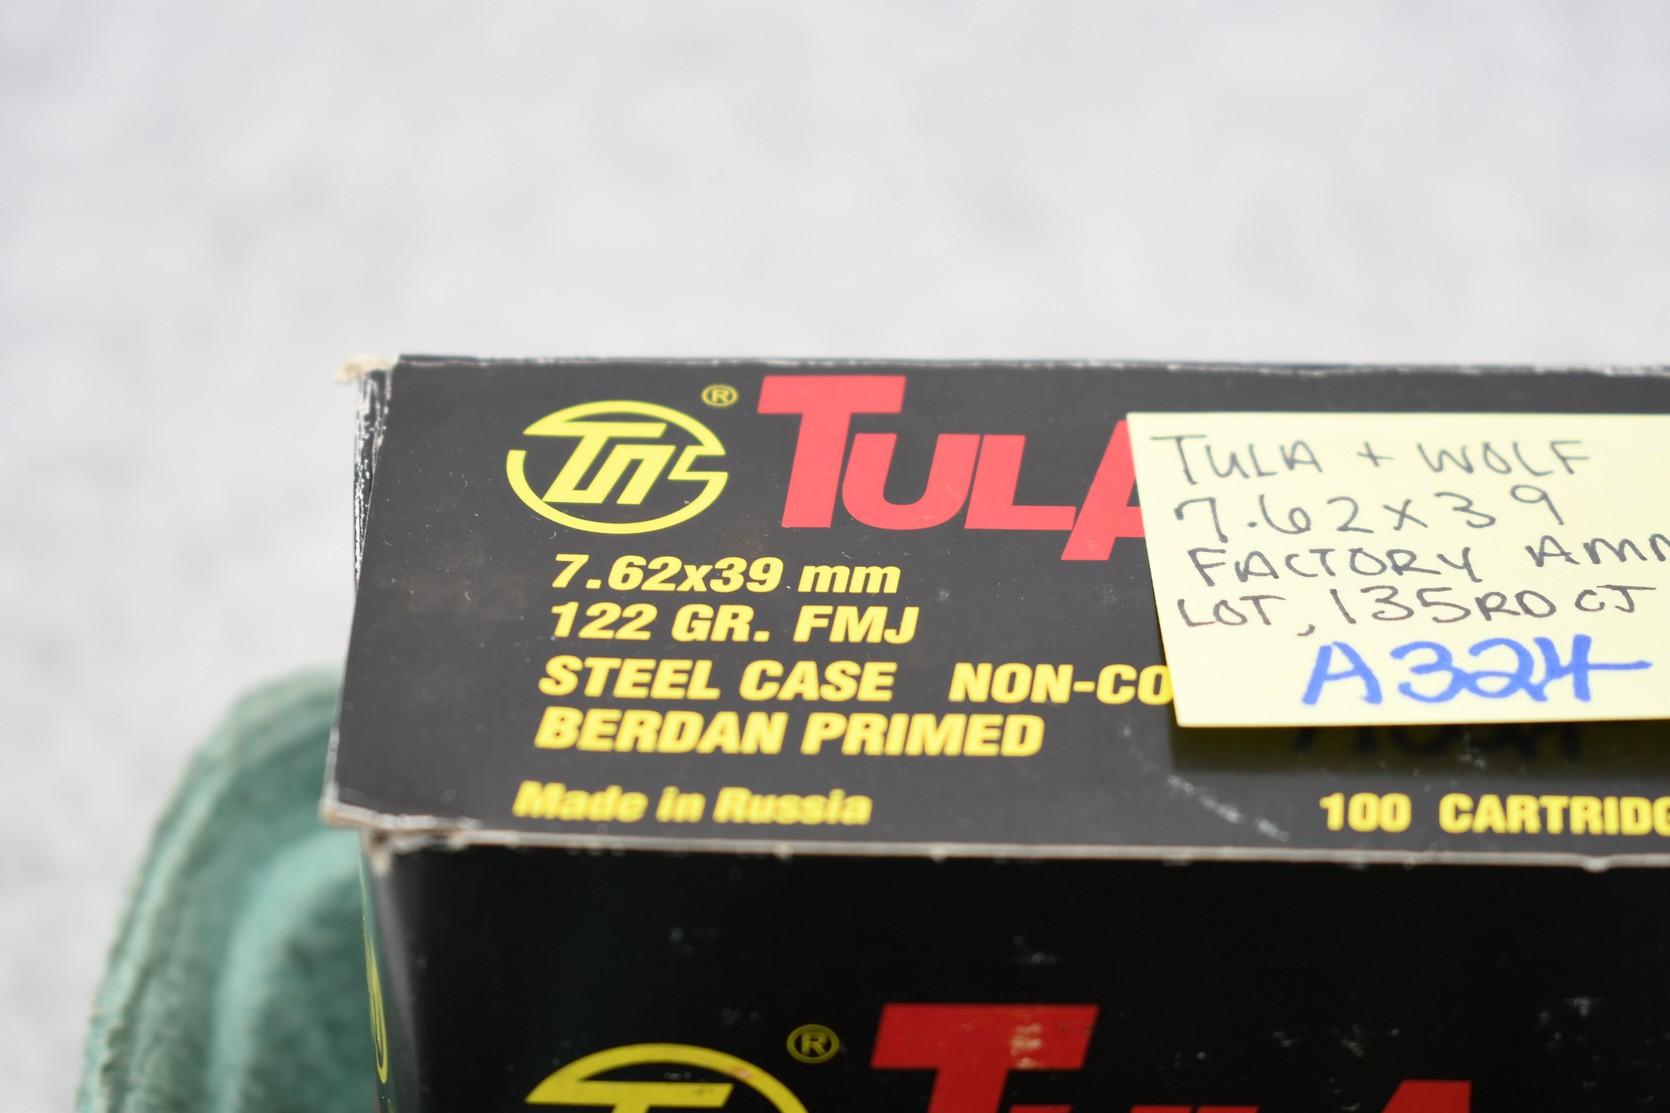 ® TULA
7.62x39 mm
122 GR. FMJ
STEEL CASE NON-CO
BERDAN PRIMED
Made in Russia
100 CARTRIDG
TULA + WOLF
7.62x39
FACTORY AMM
LOT, 135RD CT
A324
®